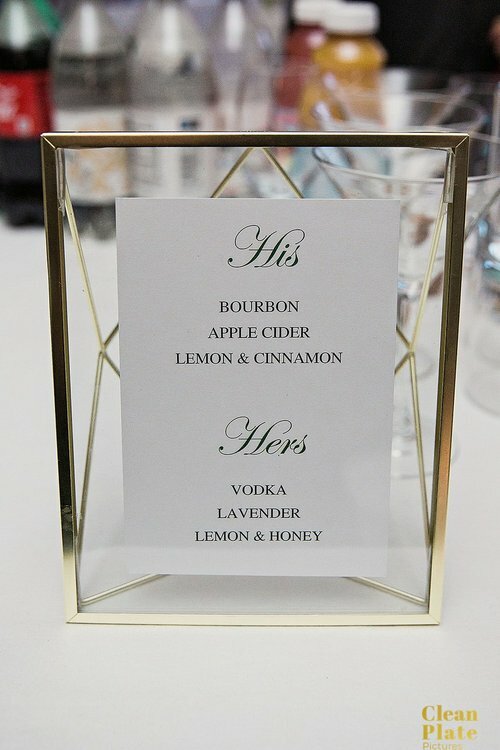 His
BOURBON
APPLE CIDER
LEMON & CINNAMON
Hers
VODKA
LAVENDER
LEMON & HONEY
Clean
Plate
Pictures